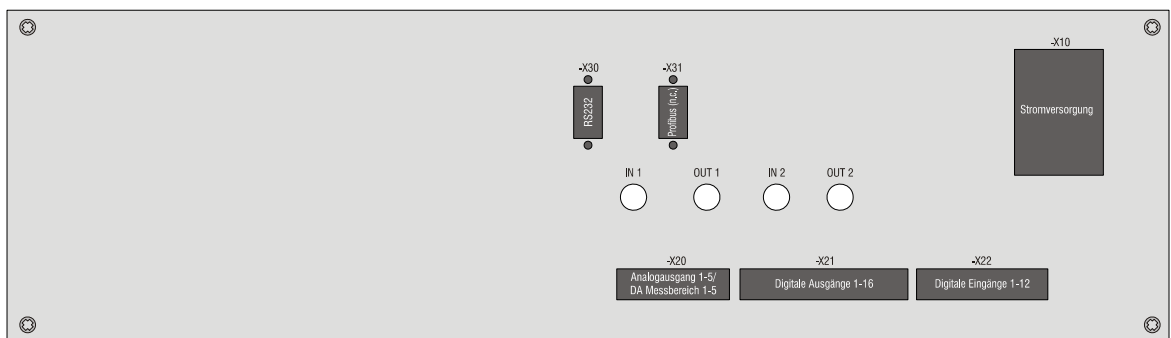 -X10
Stromversorgung
-X30
RS232
-X31
Profibus (n.c.)
IN 1
OUT 1
IN 2
OUT 2
-X20
Analogausgang 1-5/
DA Messbereich 1-5
-X21
Digitale Ausgänge 1-16
-X22
Digitale Eingänge 1-12